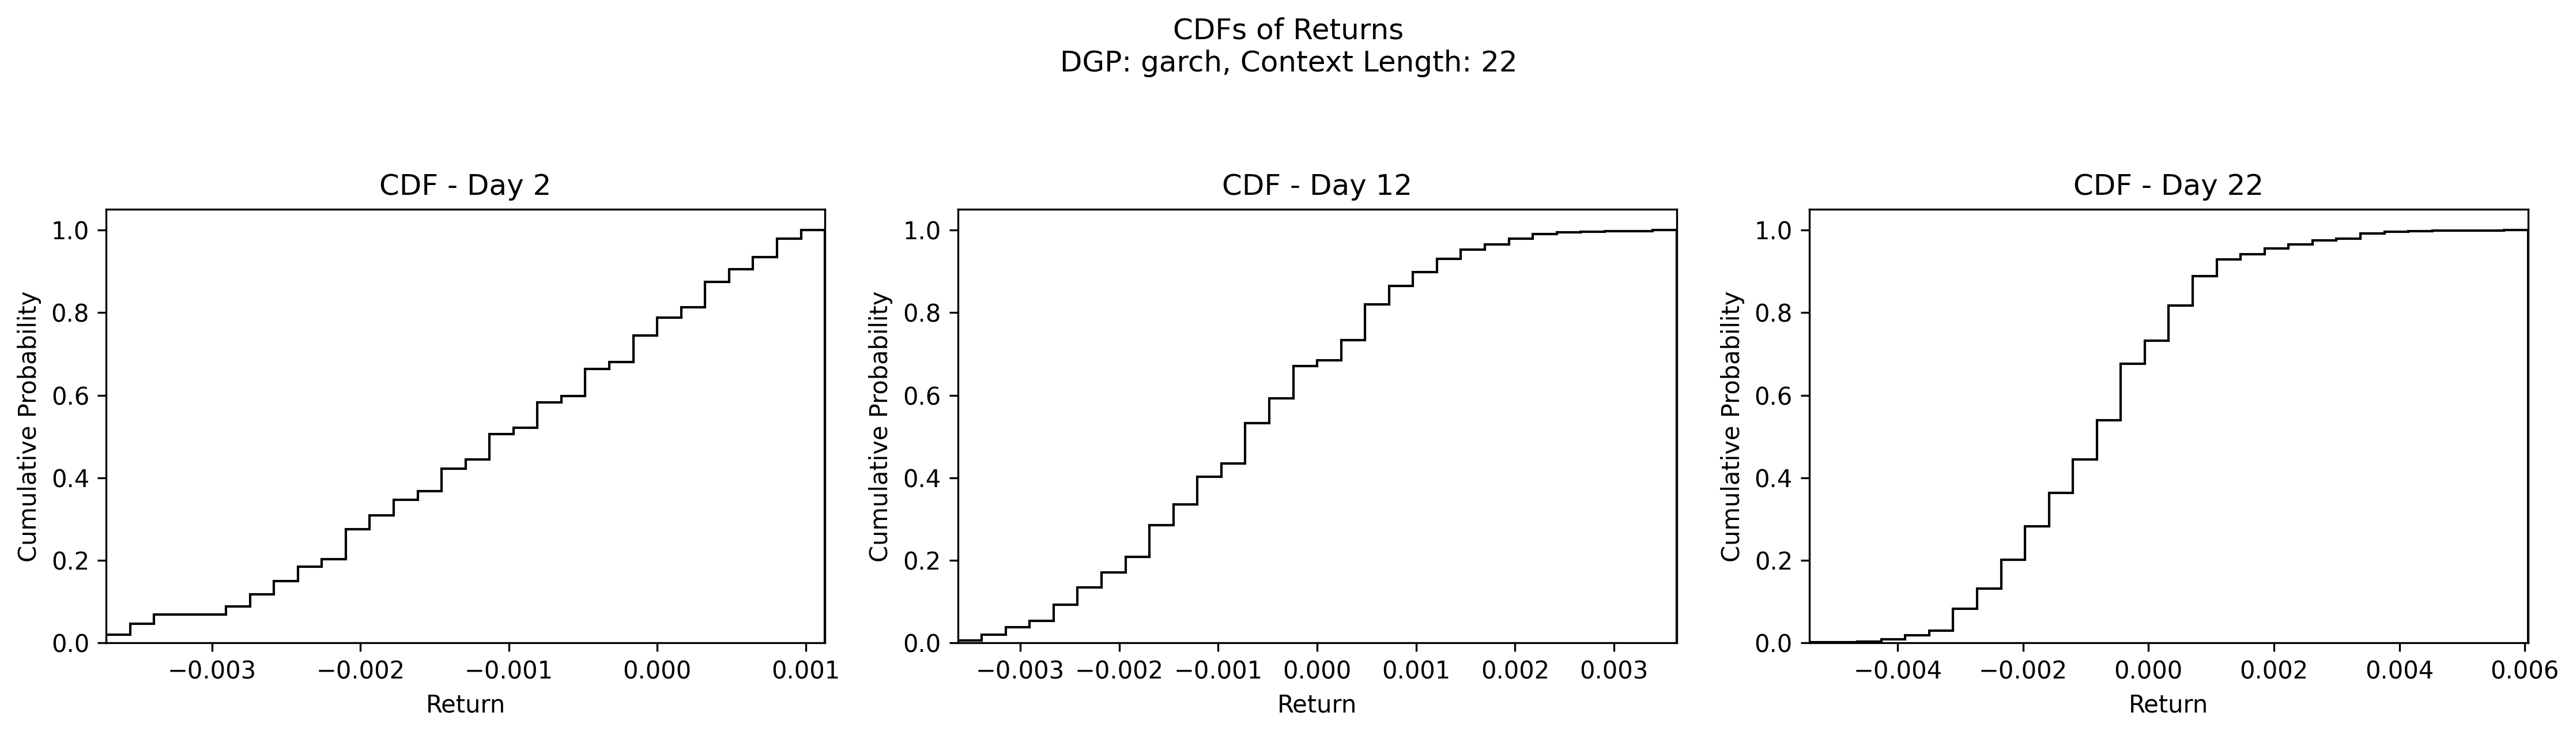 CDFs of Returns
DGP: garch, Context Length: 22
CDF - Day 2
1.0
0.8
0.6
0.4
0.2
0.0
Cumulative Probability
−0.003 −0.002 −0.001 0.000 0.001
Return
CDF - Day 12
1.0
0.8
0.6
0.4
0.2
0.0
Cumulative Probability
−0.003 −0.002 −0.001 0.000 0.001 0.002 0.003
Return
CDF - Day 22
1.0
0.8
0.6
0.4
0.2
0.0
Cumulative Probability
−0.004 −0.002 0.000 0.002 0.004 0.006
Return